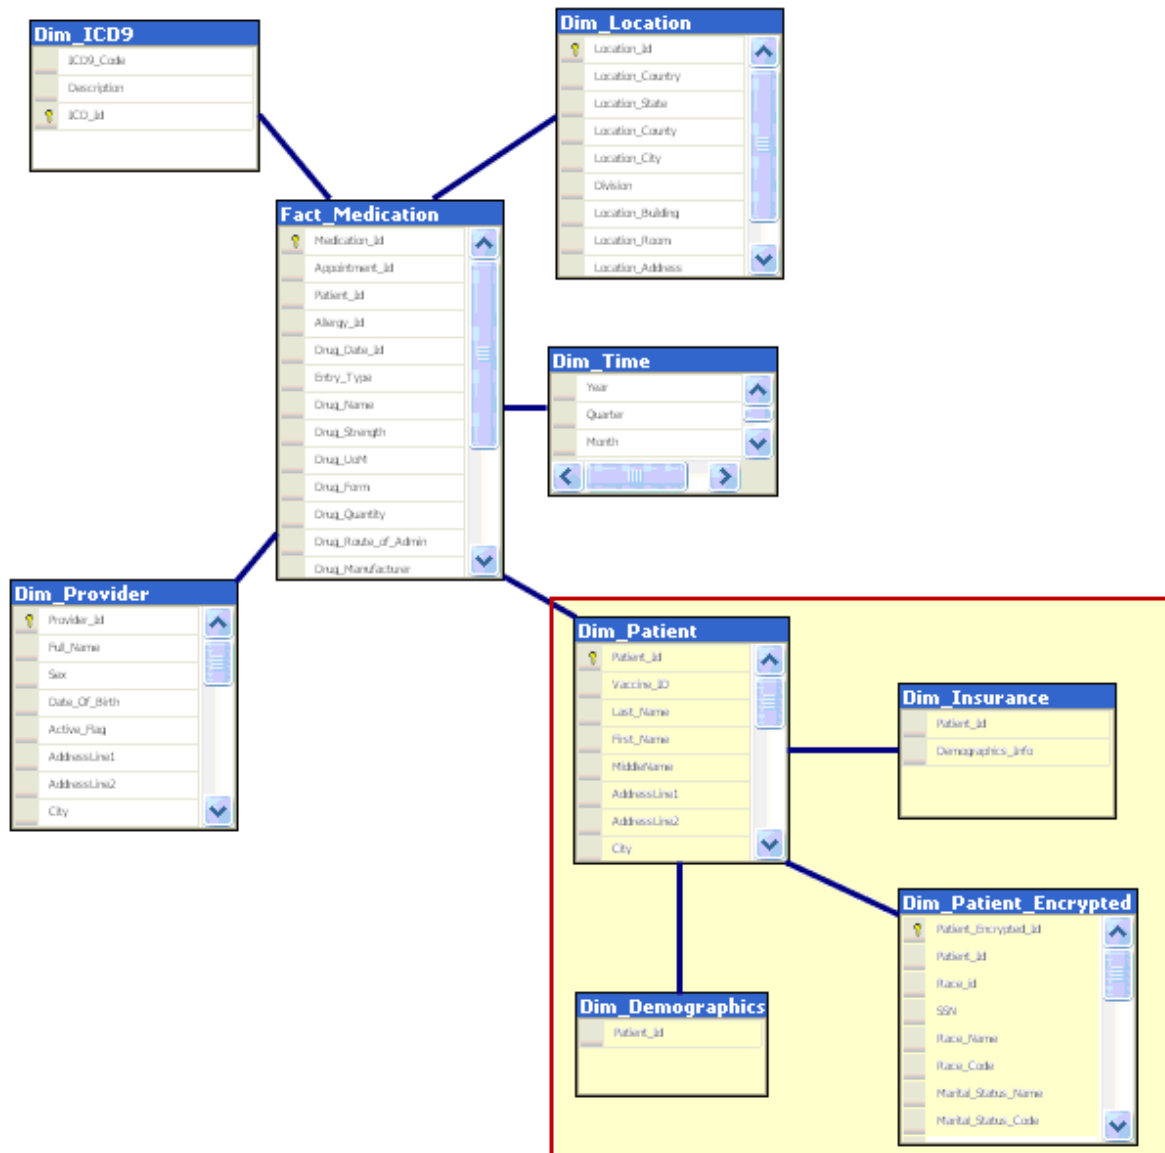 Dim_ICD9
ICD9_Code
Description
ICD_Id
Dim_Location
Location_Id
Location_Country
Location_State
Location_County
Location_City
Division
Location_Building
Location_Room
Location_Address
Fact_Medication
Medication_Id
Appointment_Id
Patient_Id
Allergy_Id
Drug_Date_Id
Entry_Type
Drug_Name
Drug_Strength
Drug_UoM
Drug_Form
Drug_Quantity
Drug_Route_of_Admin
Drug_Manufacturer
Dim_Time
Year
Quarter
Month
Dim_Provider
Provider_Id
Full_Name
Sex
Date_Of_Birth
Active_Flag
AddressLine1
AddressLine2
City
Dim_Patient
Patient_Id
Vaccine_ID
Last_Name
First_Name
MiddleName
AddressLine1
AddressLine2
City
Dim_Insurance
Patient_Id
Demographics_Info
Dim_Patient_Encrypted
Patient_Encrypted_Id
Patient_Id
Race_id
SSN
Race_Name
Race_Code
Marital_Status_Name
Marital_Status_Code
Dim_Demographics
Patient_Id